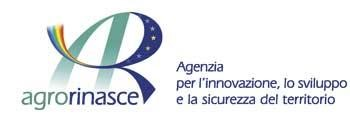 agrorinasce
Agenzia
per l'innovazione, lo sviluppo
e la sicurezza del territorio